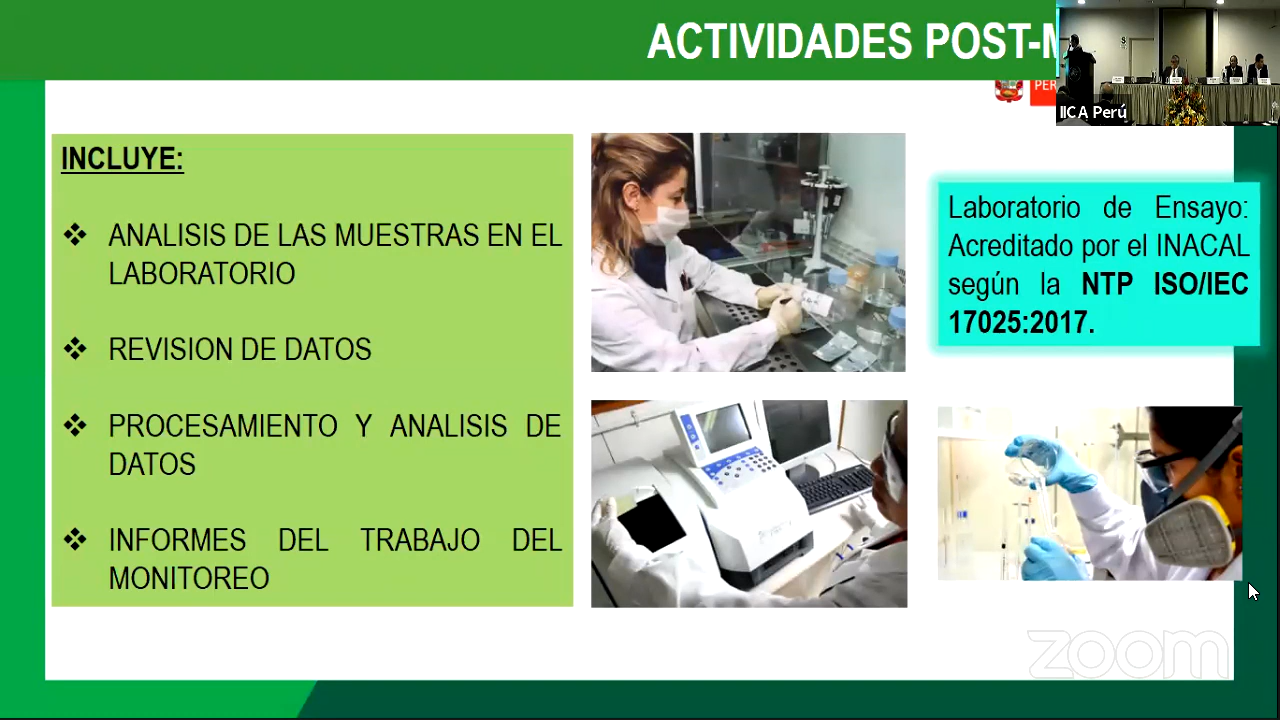 ACTIVIDADES POST-M
PER
IICA Perú
INCLUYE:
ANALISIS DE LAS MUESTRAS EN EL
LABORATORIO
REVISION DE DATOS
PROCESAMIENTO Y ANALISIS DE
DATOS
INFORMES DEL TRABAJO DEL
MONITOREO
Laboratorio de Ensayo:
Acreditado por el INACAL
según la NTP ISO/IEC
17025:2017.
zoom